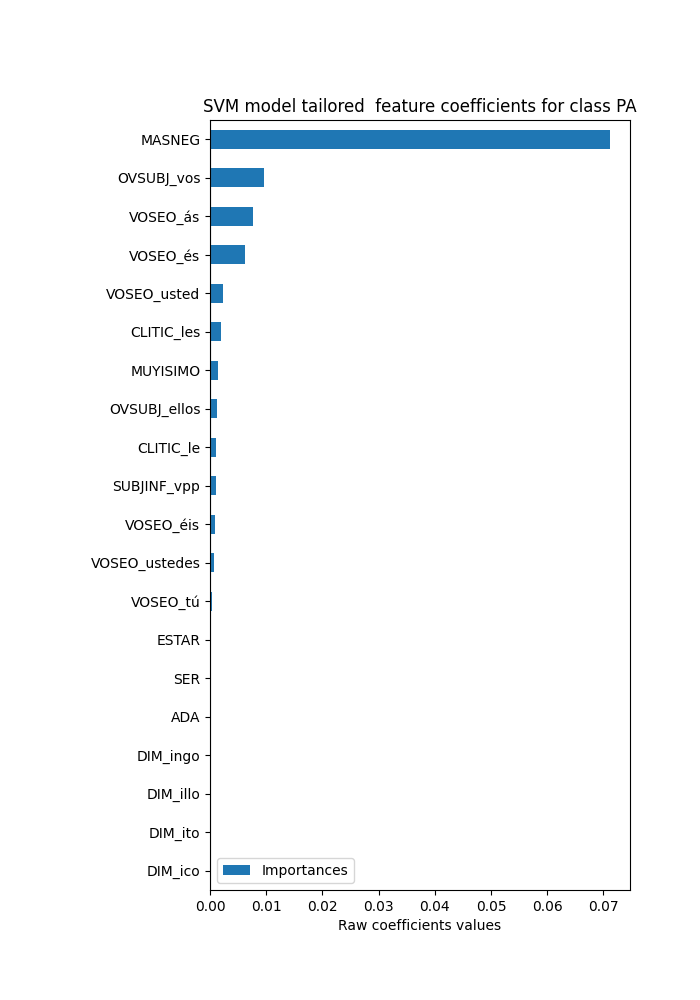 SVM model tailored  feature coefficients for class PA
MASNEG
OVSUBJ_vos
VOSEO_ás
VOSEO_és
VOSEO_usted
CLITIC_les
MUYISIMO
OVSUBJ_ellos
CLITIC_le
SUBJINF_vpp
VOSEO_éis
VOSEO_ustedes
VOSEO_tú
ESTAR
SER
ADA
DIM_ingo
DIM_illo
DIM_ito
DIM_ico
Importances
0.00 0.01 0.02 0.03 0.04 0.05 0.06 0.07
Raw coefficients values